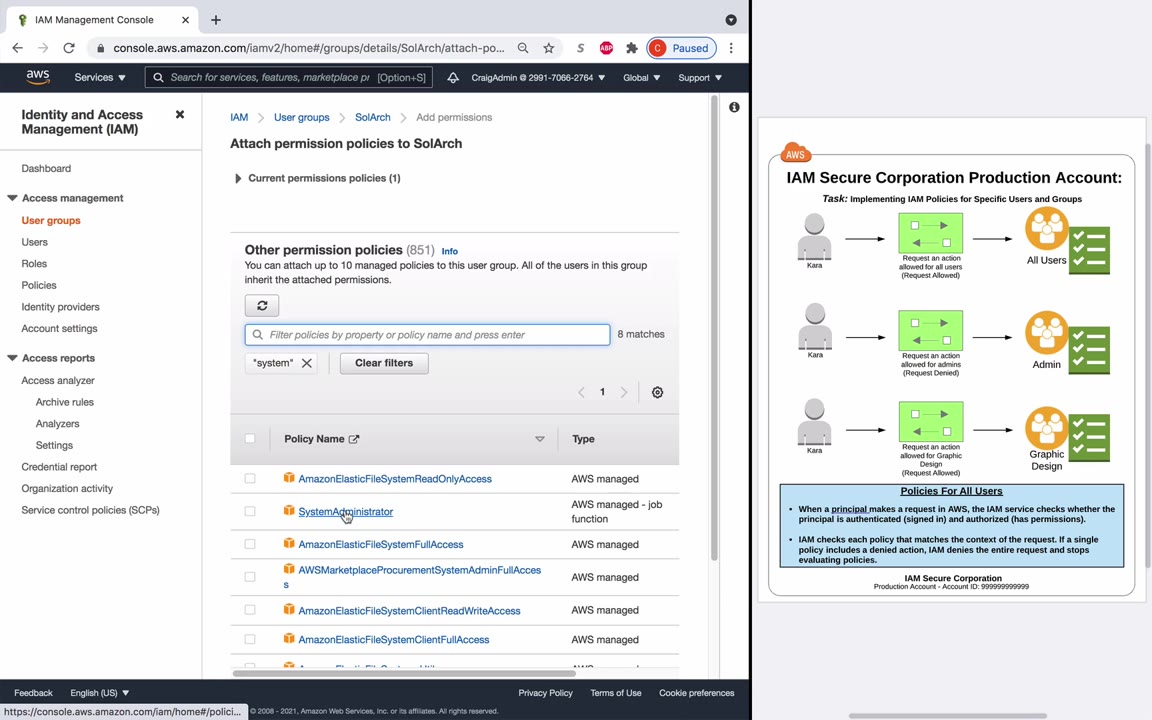 IAM Management Console
console.aws.amazon.com/iamv2/home#/groups/details/SolArch/attach-po...
S
ABP
C
Paused
aws
Services
Search for services, features, marketplace pr
[Option+S]
CraigAdmin @ 2991-7066-2764
Global
Support
Identity and Access
Management (IAM)
Dashboard
Access management
User groups
Users
Roles
Policies
Identity providers
Account settings
Access reports
Access analyzer
Archive rules
Analyzers
Settings
Credential report
Organization activity
Service control policies (SCPs)
IAM
User groups
SolArch
Add permissions
Attach permission policies to SolArch
Current permissions policies (1)
Other permission policies (851)
Info
You can attach up to 10 managed policies to this user group. All of the users in this group
inherit the attached permissions.
Filter policies by property or policy name and press enter
8 matches
"system"
Clear filters
1
Policy Name
Type
AmazonElasticFileSystemReadOnlyAccess
AWS managed
SystemAdministrator
AWS managed - job
function
AmazonElasticFileSystemFullAccess
AWS managed
AWSMarketplaceProcurementSystemAdminFullAcces
s
AWS managed
AmazonElasticFileSystemClientReadWriteAccess
AWS managed
AmazonElasticFileSystemClientFullAccess
AWS managed
Feedback
English (US)
Privacy Policy
Terms of Use
Cookie preferences
https://console.aws.amazon.com/iam/home#/polici...
© 2008 - 2021, Amazon Web Services, Inc. or its affiliates. All rights reserved.
AWS
IAM Secure Corporation Production Account:
Task: Implementing IAM Policies for Specific Users and Groups
Kara
Request an action
allowed for all users
(Request Allowed)
All Users
Kara
Request an action
allowed for admins
(Request Denied)
Admin
Kara
Request an action
allowed for Graphic
Design
(Request Allowed)
Graphic
Design
Policies For All Users
• When a principal makes a request in AWS, the IAM service checks whether the
principal is authenticated (signed in) and authorized (has permissions).
• IAM checks each policy that matches the context of the request. If a single
policy includes a denied action, IAM denies the entire request and stops
evaluating policies.
IAM Secure Corporation
Production Account - Account ID: 999999999999